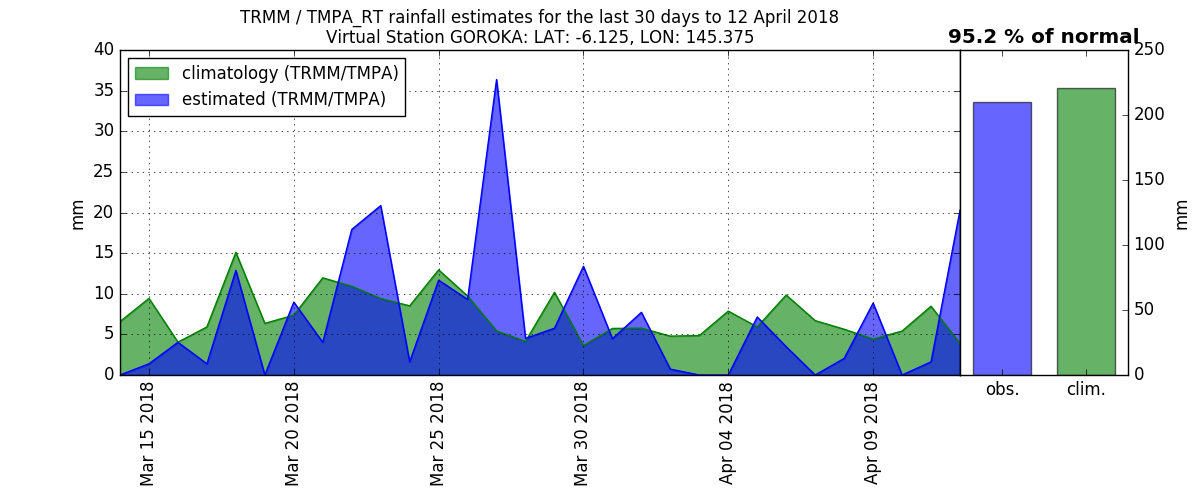 TRMM / TMPA_RT rainfall estimates for the last 30 days to 12 April 2018
Virtual Station GOROKA: LAT: -6.125, LON: 145.375
95.2 % of normal
climatology (TRMM/TMPA)
estimated (TRMM/TMPA)
mm
40
35
30
25
20
15
10
5
0
Mar 15 2018
Mar 20 2018
Mar 25 2018
Mar 30 2018
Apr 04 2018
Apr 09 2018
250
200
150
100
50
0
mm
obs.
clim.